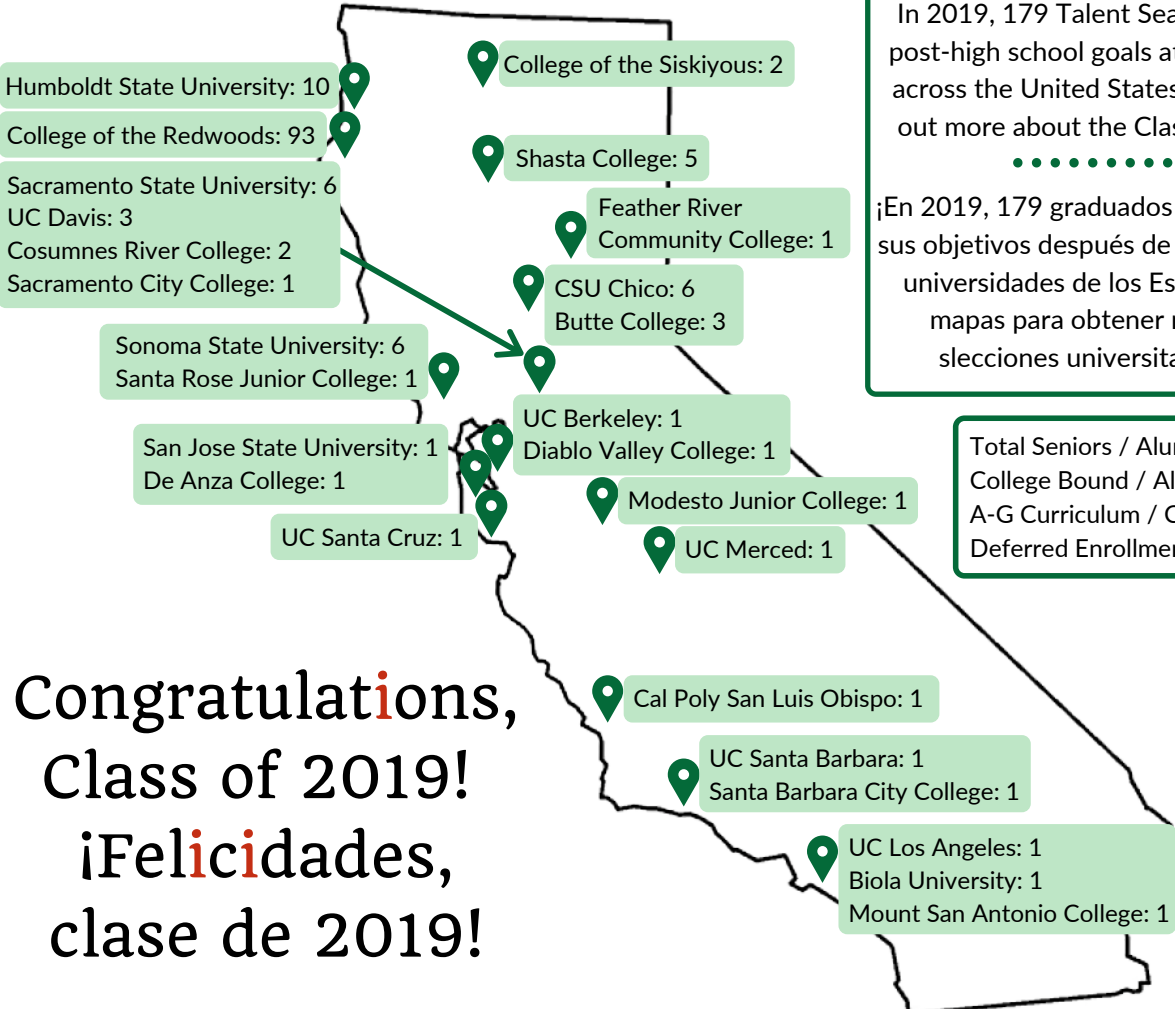 Humboldt State University: 10
College of the Redwoods: 93
Sacramento State University: 6
UC Davis: 3
Cosumnes River College: 2
Sacramento City College: 1
College of the Siskiyous: 2
Shasta College: 5
Feather River
Community College: 1
CSU Chico: 6
Butte College: 3
Sonoma State University: 6
Santa Rose Junior College: 1
UC Berkeley: 1
Diablo Valley College: 1
San Jose State University: 1
De Anza College: 1
Modesto Junior College: 1
UC Santa Cruz: 1
UC Merced: 1
Cal Poly San Luis Obispo: 1
UC Santa Barbara: 1
Santa Barbara City College: 1
UC Los Angeles: 1
Biola University: 1
Mount San Antonio College: 1
In 2019, 179 Talent Sea
post-high school goals a
across the United States
out more about the Clas
¡En 2019, 179 graduados
sus objetivos después de
universidades de los Es
mapas para obtener
slecciones universita
Total Seniors / Alu
College Bound / Al
A-G Curriculum / C
Deferred Enrollme
Congratulations,
Class of 2019!
¡Felicidades,
clase de 2019!